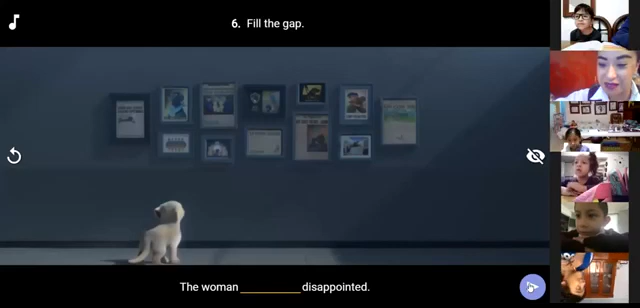 6. Fill the gap.
The woman __________ disappointed.